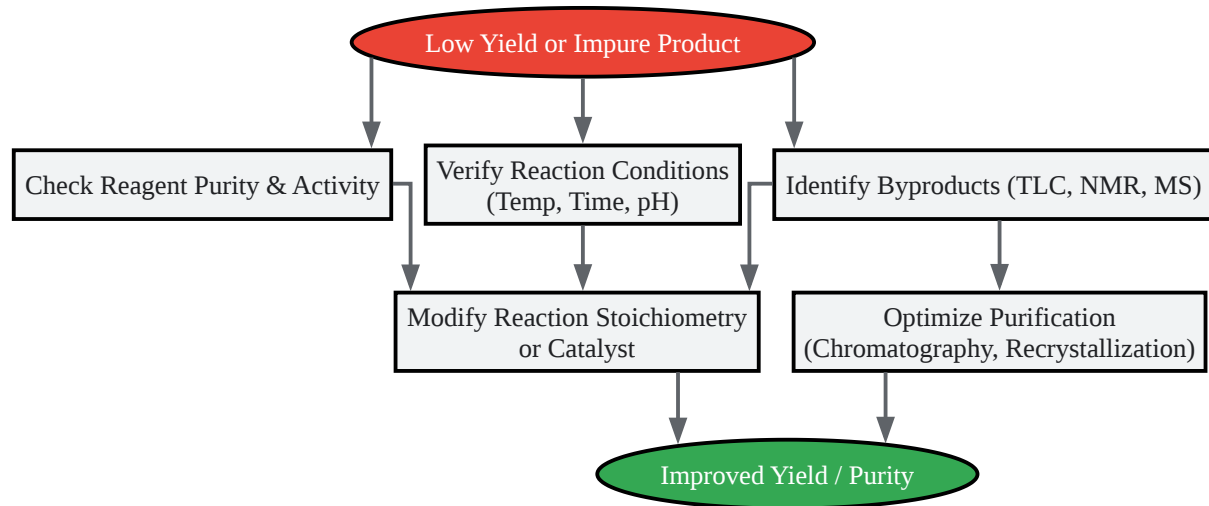 Low Yield or Impure Product
Check Reagent Purity & Activity
Verify Reaction Conditions
(Temp, Time, pH)
Identify Byproducts (TLC, NMR, MS)
Modify Reaction Stoichiometry
or Catalyst
Optimize Purification
(Chromatography, Recrystallization)
Improved Yield / Purity